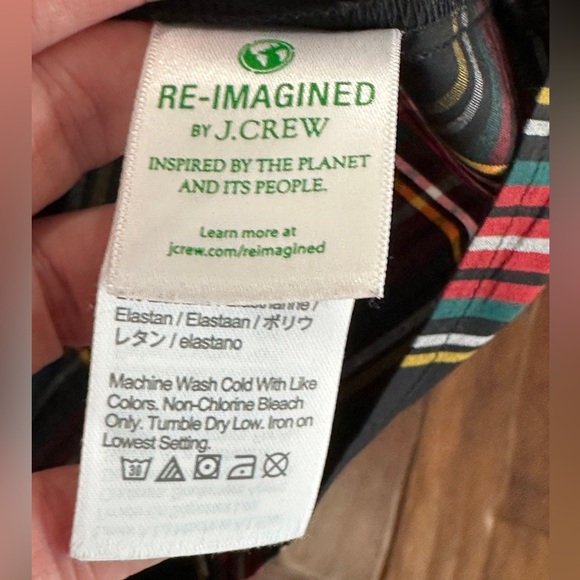 RE-IMAGINED
BY J.CREW
INSPIRED BY THE PLANET
AND ITS PEOPLE.
Learn more at
jcrew.com/reimagined
Elastan / Elastaan / ポリウ
レタン / elastano
Machine Wash Cold With Like
Colors. Non-Chlorine Bleach
Only. Tumble Dry Low. Iron on
Lowest Setting.
30